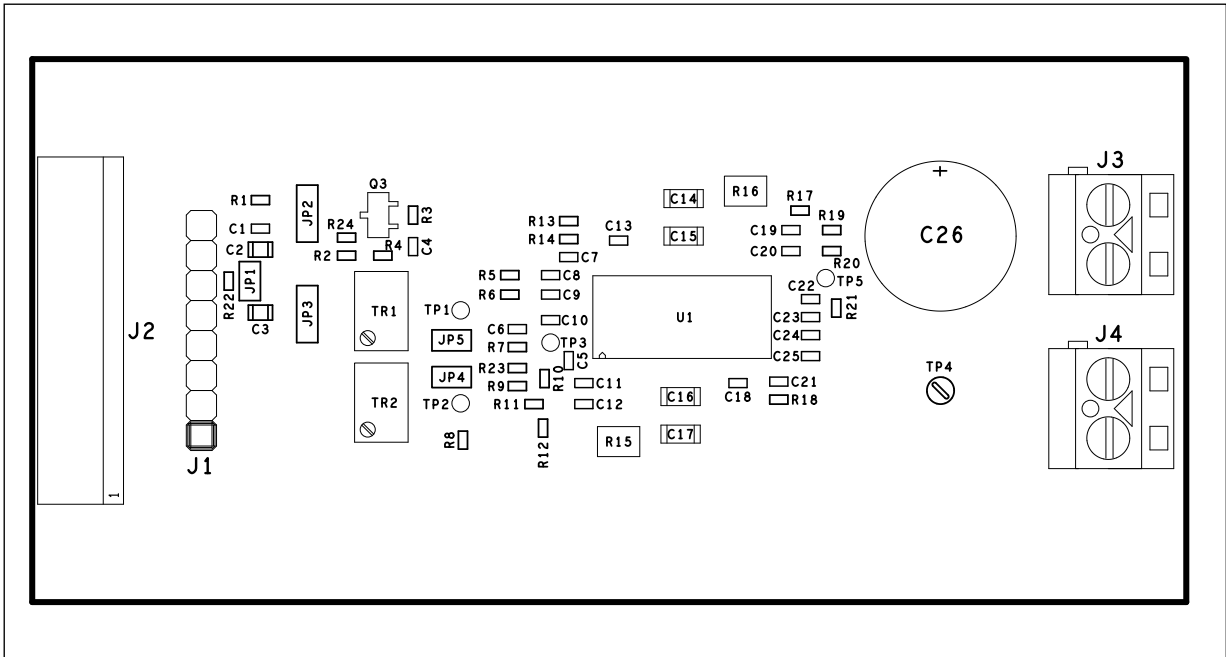 J3
Q3
R1
JP2
R3
C14
R16
R17
C1
R24
R13
C13
C19
R19
C2
R4
C4
R14
C15
C26
R2
C7
C20
R20
JP1
R22
R5
C8
TP5
R6
C9
C22
R21
C3
JP3
TR1
TP1
U1
C10
C23
J2
C6
J4
JP5
R7
TP3
C24
C5
C25
R23
TP4
JP4
R9
R10
C11
C18
C21
TR2
TP2
R11
C12
C16
R18
R8
R12
R15
C17
J1
1
+